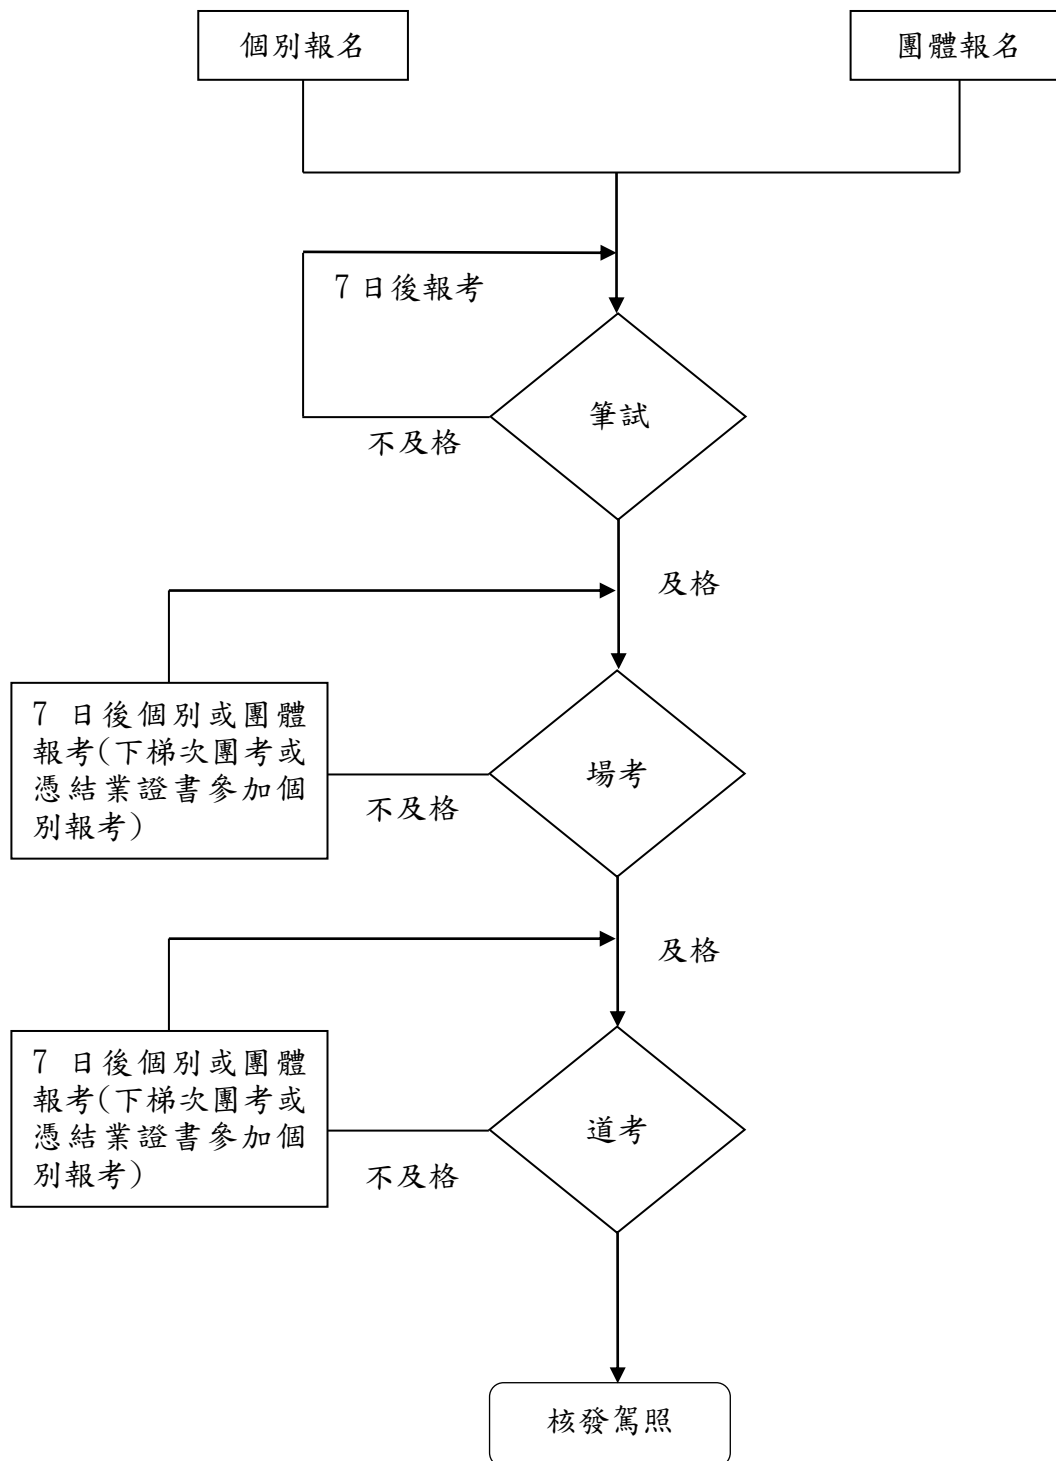 個別報名
團體報名
7日後報考
筆試
不及格
及格
7 日後個別或團體
報考(下梯次團考或
憑結業證書參加個
別報考)
場考
不及格
及格
7 日後個別或團體
報考(下梯次團考或
憑結業證書參加個
別報考)
道考
不及格
核發駕照